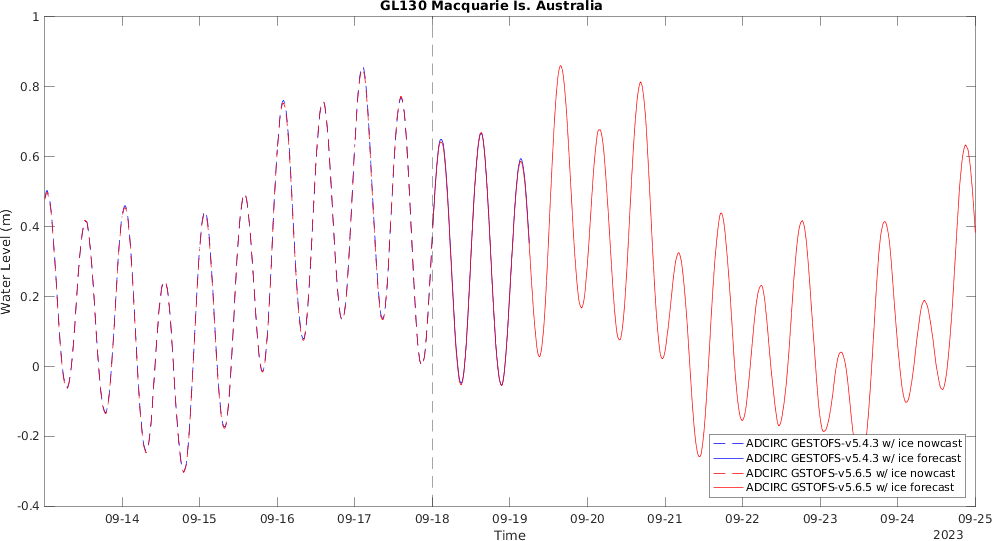 GL130 Macquarie Is. Australia
1
0.8
0.6
0.4
0.2
0
-0.2
-0.4
Water Level (m)
ADCIRC GESTOFS-v5.4.3 w/ ice nowcast
ADCIRC GESTOFS-v5.4.3 w/ ice forecast
ADCIRC GSTOFS-v5.6.5 w/ ice nowcast
ADCIRC GSTOFS-v5.6.5 w/ ice forecast
09-14 09-15 09-16 09-17 09-18 09-19 09-20 09-21 09-22 09-23 09-24 09-25
Time
2023